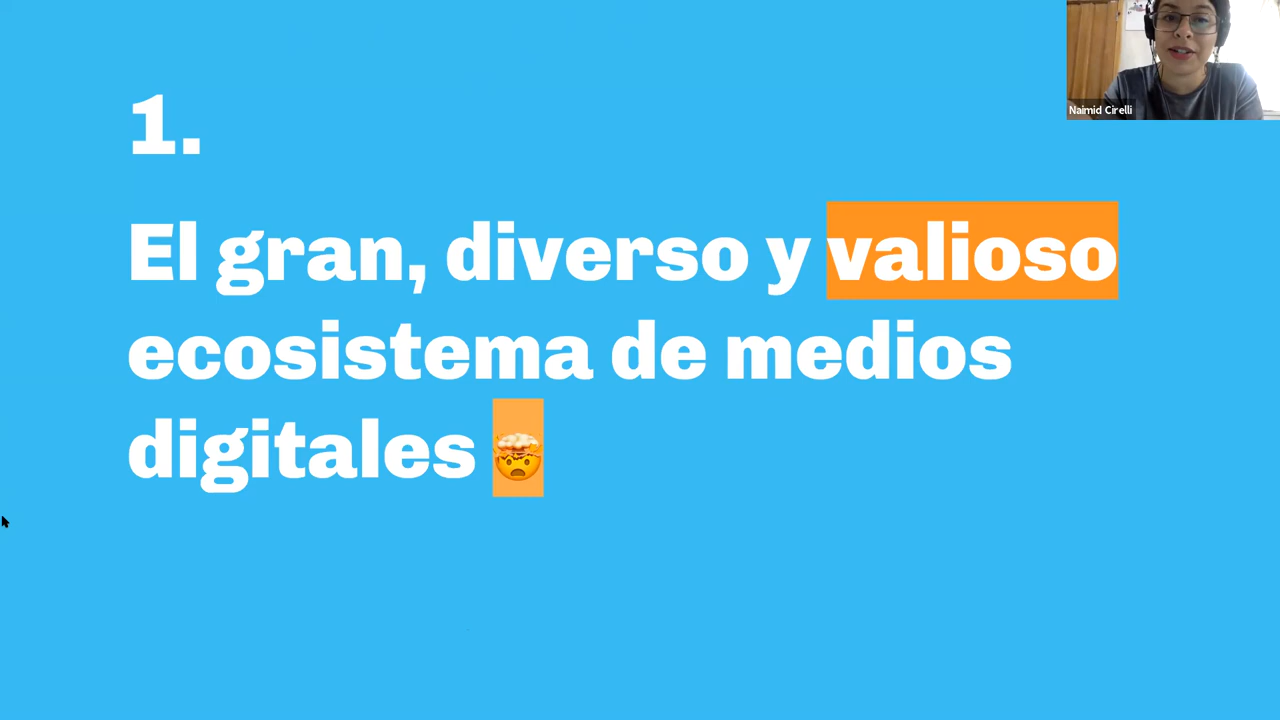 Naimid Cirelli
1.
El gran, diverso y valioso
ecosistema de medios
digitales 🤯